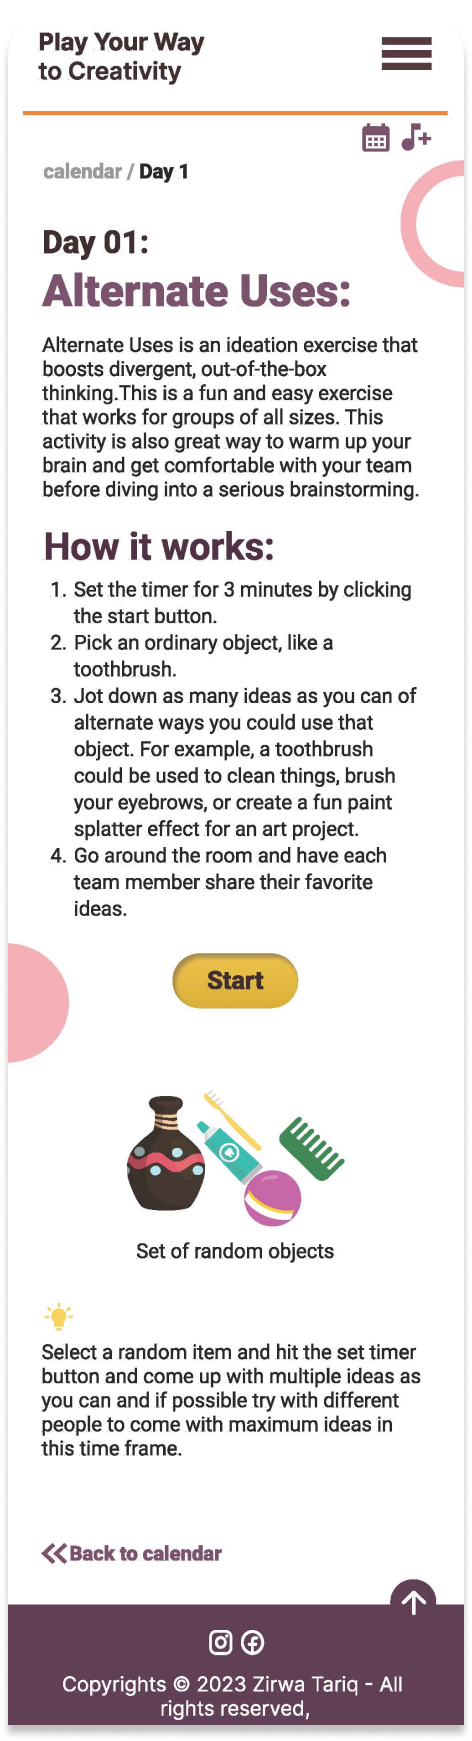 Play Your Way
to Creativity
calendar / Day 1
Day 01:
Alternate Uses:
Alternate Uses is an ideation exercise that
boosts divergent, out-of-the-box
thinking.This is a fun and easy exercise
that works for groups of all sizes. This
activity is also great way to warm up your
brain and get comfortable with your team
before diving into a serious brainstorming.
How it works:
1. Set the timer for 3 minutes by clicking
the start button.
2. Pick an ordinary object, like a
toothbrush.
3. Jot down as many ideas as you can of
alternate ways you could use that
object. For example, a toothbrush
could be used to clean things, brush
your eyebrows, or create a fun paint
splatter effect for an art project.
4. Go around the room and have each
team member share their favorite
ideas.
Start
Set of random objects
Select a random item and hit the set timer
button and come up with multiple ideas as
you can and if possible try with different
people to come with maximum ideas in
this time frame.
Back to calendar
Copyrights © 2023 Zirwa Tariq - All
rights reserved,